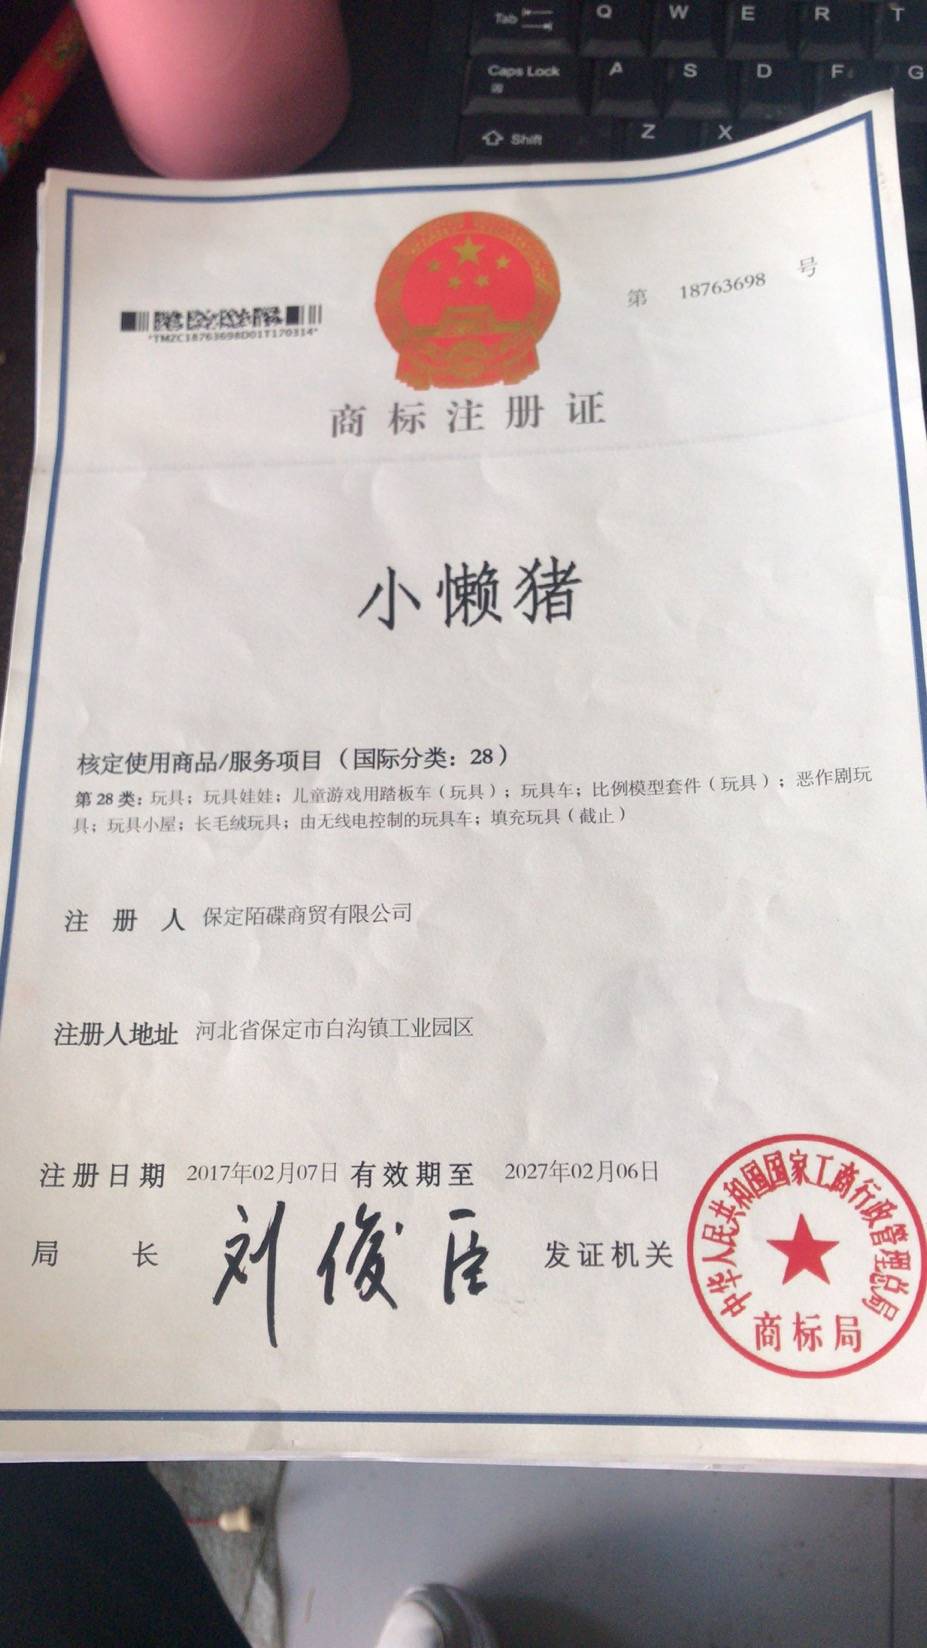 Tab Q W E R T
Caps Lock A S D F G
Shift Z X
第 18763698 号
*TMZC18763698D01T170314*
商标注册证
小懒猪
核定使用商品/服务项目（国际分类：28）
第28类：玩具；玩具娃娃；儿童游戏用踏板车（玩具）；玩具车；比例模型套件（玩具）；恶作剧玩
具；玩具小屋；长毛绒玩具；由无线电控制的玩具车；填充玩具（截止）
注册人 保定陌碟商贸有限公司
注册人地址 河北省保定市白沟镇工业园区
注册日期 2017年02月07日 有效期至 2027年02月06日
局长 刘俊臣 发证机关
中华人民共和国国家工商行政管理总局
商标局